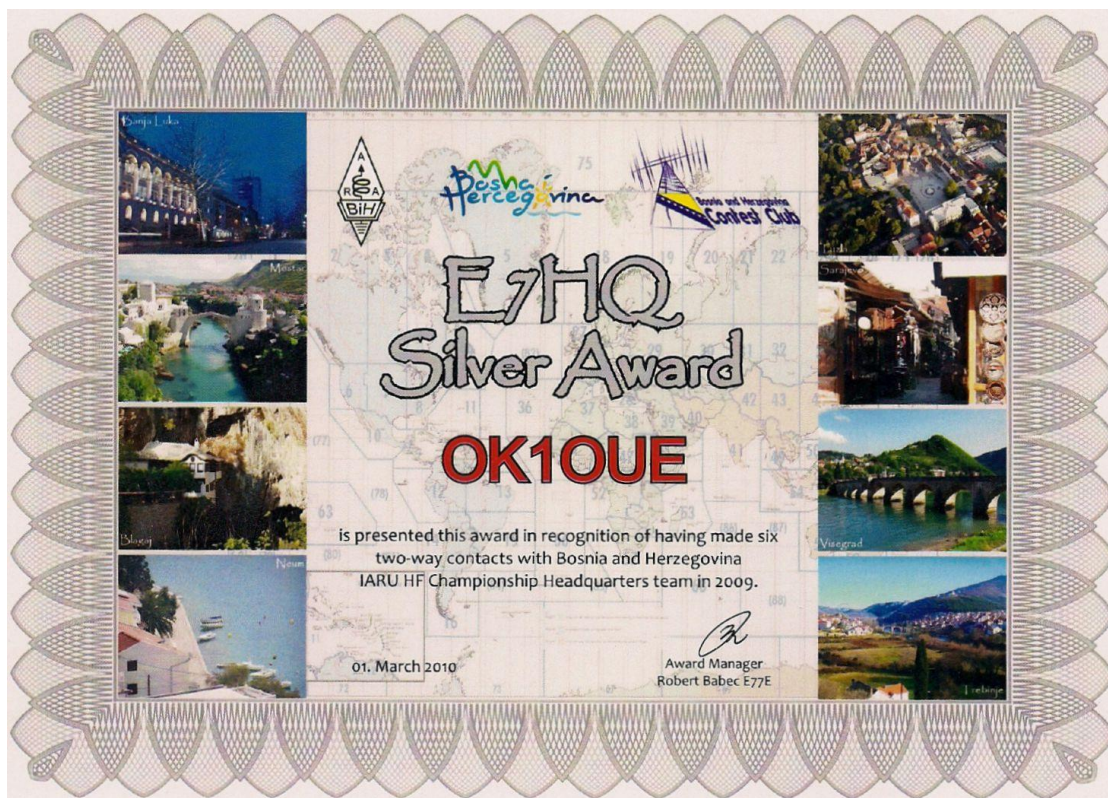 Banja Luka
A
R A
BiH
Bosna i
Hercegovina
Bosnia and Herzegovina
Contest Club
75
Mostar
Sarajevo
E7HQ
Silver Award
OK1OUE
is presented this award in recognition of having made six
two-way contacts with Bosnia and Herzegovina
IARU HF Championship Headquarters team in 2009.
Blagaj
Visegrad
Neum
01. March 2010
Award Manager
Robert Babec E77E
Trebinje